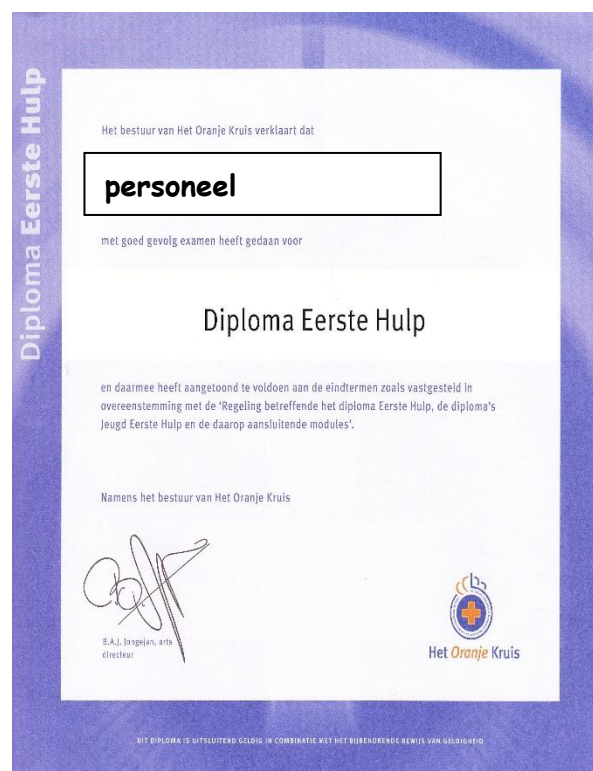 Diploma Eerste Hulp
Het bestuur van Het Oranje Kruis verklaart dat
personeel
met goed gevolg examen heeft gedaan voor
Diploma Eerste Hulp
en daarmee heeft aangetoond te voldoen aan de eindtermen zoals vastgesteld in
overeenstemming met de ‘Regeling betreffende het diploma Eerste Hulp, de diploma's
Jeugd Eerste Hulp en de daarop aansluitende modules’.
Namens het bestuur van Het Oranje Kruis
B.A.J. Jongejan, arts
directeur
Het Oranje Kruis
DIT DIPLOMA IS UITSLUITEND GELDIG IN COMBINATIE MET HET BIJBEHORENDE BEWIJS VAN GELDIGHEID